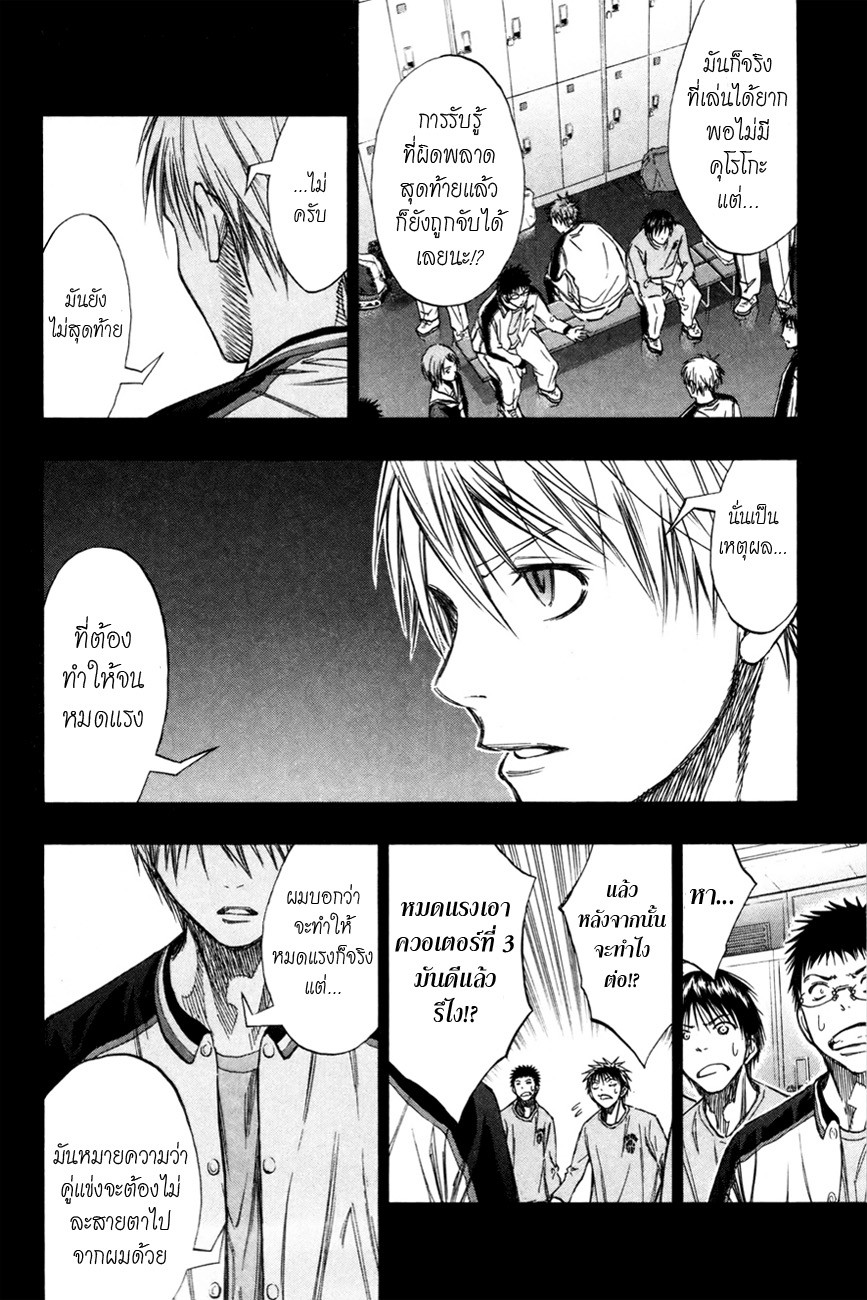 มันก็จริง
ที่เล่นได้ยาก
พอไม่มี
คุโรโกะ
แต่...
การรับรู้
ที่ผิดพลาด
สุดท้ายแล้ว
ก็ยังถูกจับได้
เลยนะ!?
...ไม่
ครับ
มันยัง
ไม่สุดท้าย
นั่นเป็น
เหตุผล...
ที่ต้อง
ทำให้จน
หมดแรง
หา...
แล้ว
หลังจากนั้น
จะทำไง
ต่อ!?
หมดแรงเอา
ควอเตอร์ที่ 3
มันดีแล้ว
รึไง!?
ผมบอกว่า
จะทำให้
หมดแรงก็จริง
แต่...
มันหมายความว่า
คู่แข่งจะต้องไม่
ละสายตาไป
จากผมด้วย